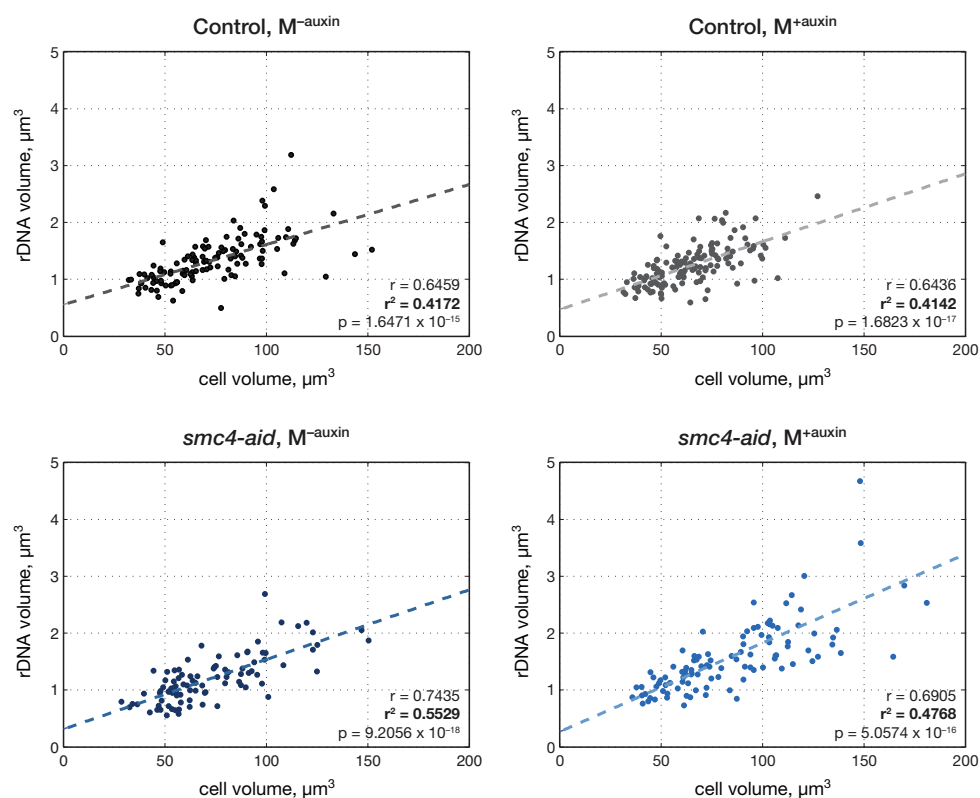 Control, M⁻ᵃᵘˣⁱⁿ
5
4
3
2
1
0
rDNA volume, µm³
r = 0.6459
r² = 0.4172
p = 1.6471 x 10⁻¹⁵
0 50 100 150 200
cell volume, µm³
Control, M⁺ᵃᵘˣⁱⁿ
5
4
3
2
1
0
rDNA volume, µm³
r = 0.6436
r² = 0.4142
p = 1.6823 x 10⁻¹⁷
0 50 100 150 200
cell volume, µm³
smc4-aid, M⁻ᵃᵘˣⁱⁿ
5
4
3
2
1
0
rDNA volume, µm³
r = 0.7435
r² = 0.5529
p = 9.2056 x 10⁻¹⁸
0 50 100 150 200
cell volume, µm³
smc4-aid, M⁺ᵃᵘˣⁱⁿ
5
4
3
2
1
0
rDNA volume, µm³
r = 0.6905
r² = 0.4768
p = 5.0574 x 10⁻¹⁶
0 50 100 150 200
cell volume, µm³